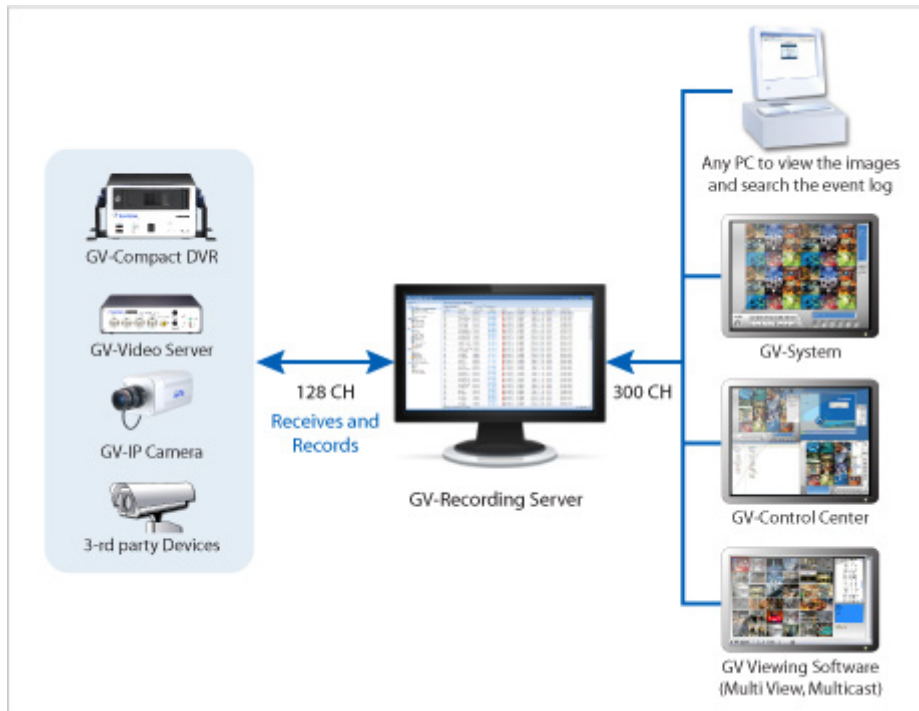 GV-Compact DVR
GV-Video Server
GV-IP Camera
3-rd party Devices
128 CH
Receives and
Records
GV-Recording Server
300 CH
Any PC to view the images
and search the event log
GV-System
GV-Control Center
GV Viewing Software
(Multi View, Multicast)